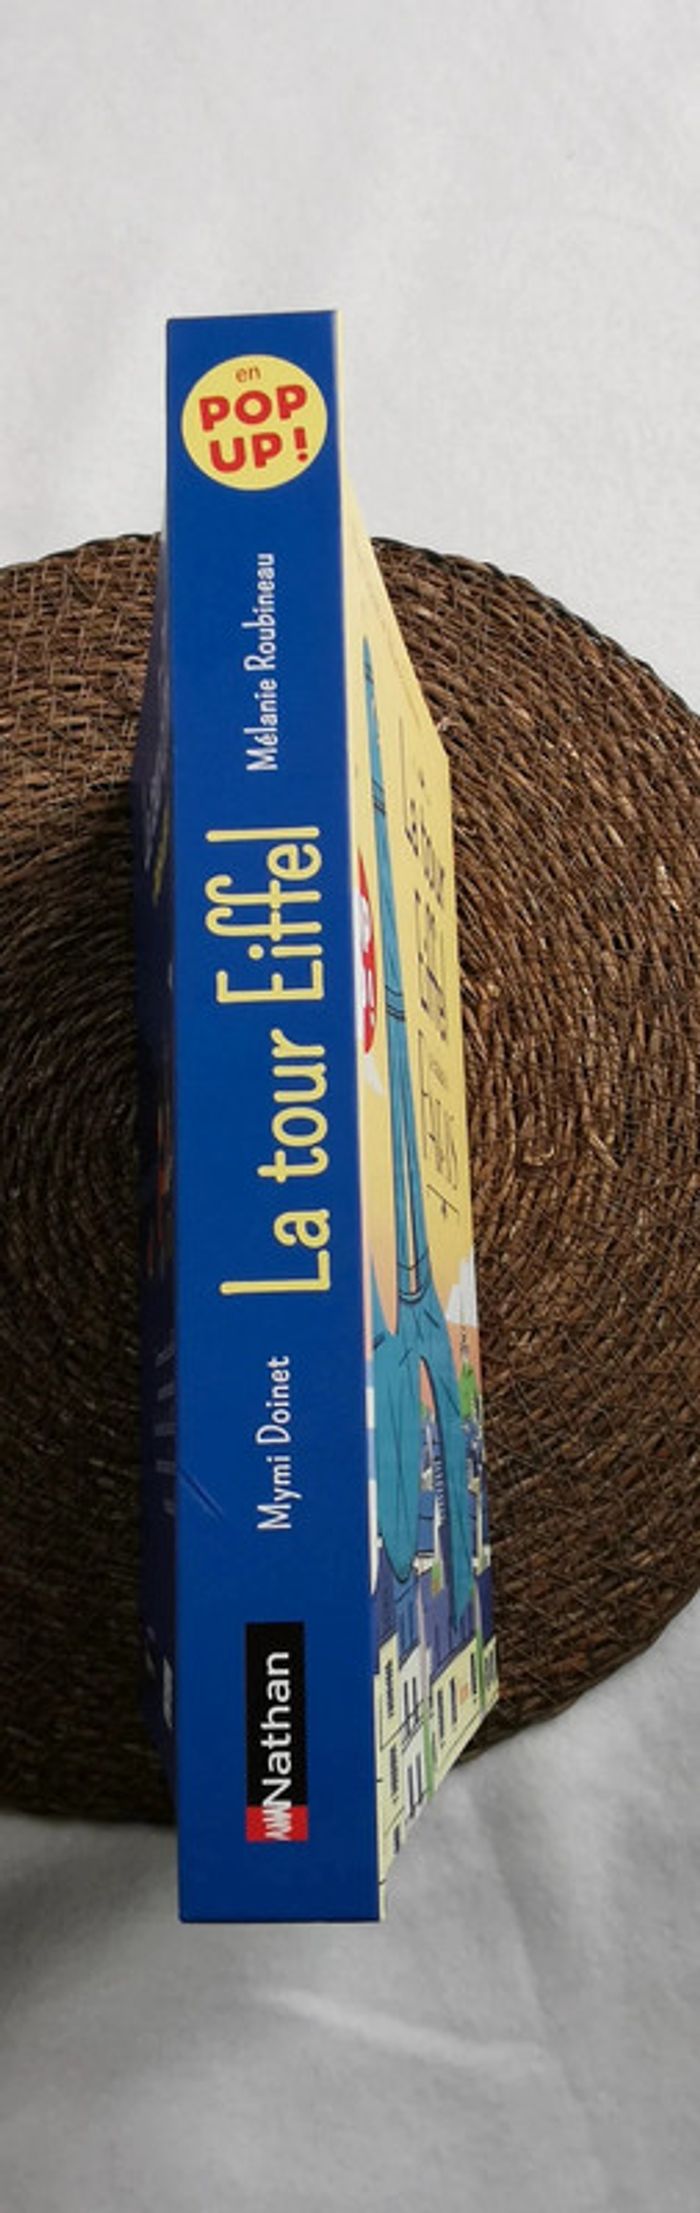 en
POP
UP!
Mymi Doinet
La tour Eiffel
Mélanie Roubineau
Nathan